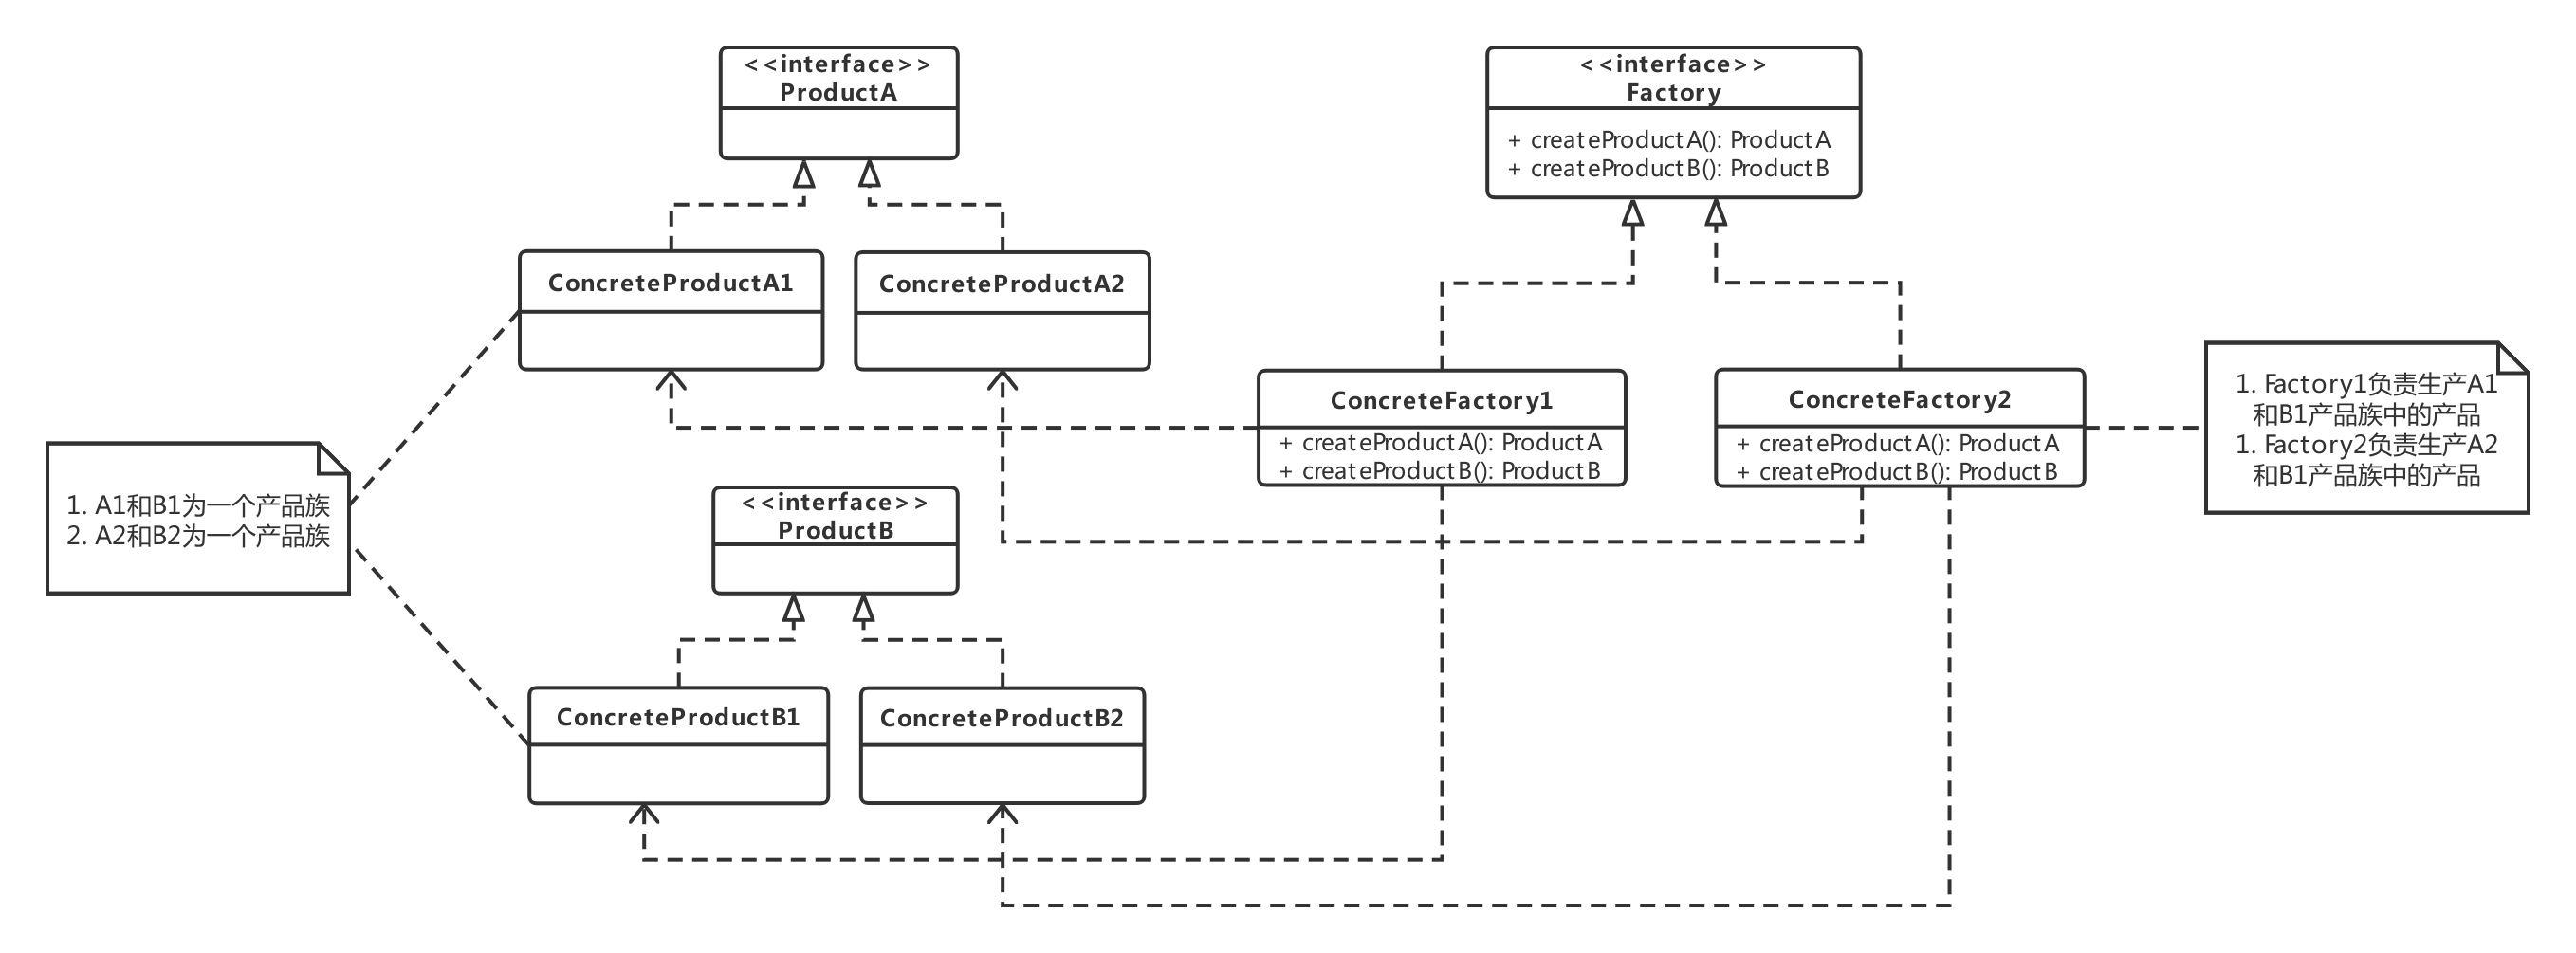 <<interface>>
ProductA
<<interface>>
Factory
+ createProductA(): ProductA
+ createProductB(): ProductB
ConcreteProductA1
ConcreteProductA2
ConcreteFactory1
+ createProductA(): ProductA
+ createProductB(): ProductB
ConcreteFactory2
+ createProductA(): ProductA
+ createProductB(): ProductB
1. Factory1负责生产A1
和B1产品族中的产品
1. Factory2负责生产A2
和B1产品族中的产品
1. A1和B1为一个产品族
2. A2和B2为一个产品族
<<interface>>
ProductB
ConcreteProductB1
ConcreteProductB2